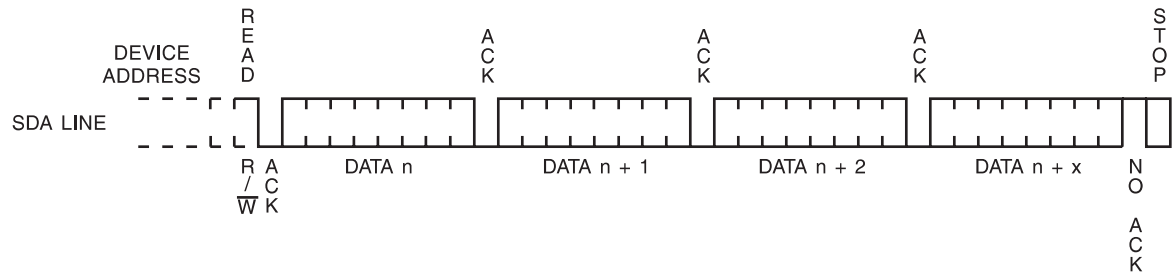 READ
DEVICE
ADDRESS
ACK
ACK
ACK
STOP
SDA LINE
R/W
ACK
DATA n
DATA n + 1
DATA n + 2
DATA n + x
NO ACK